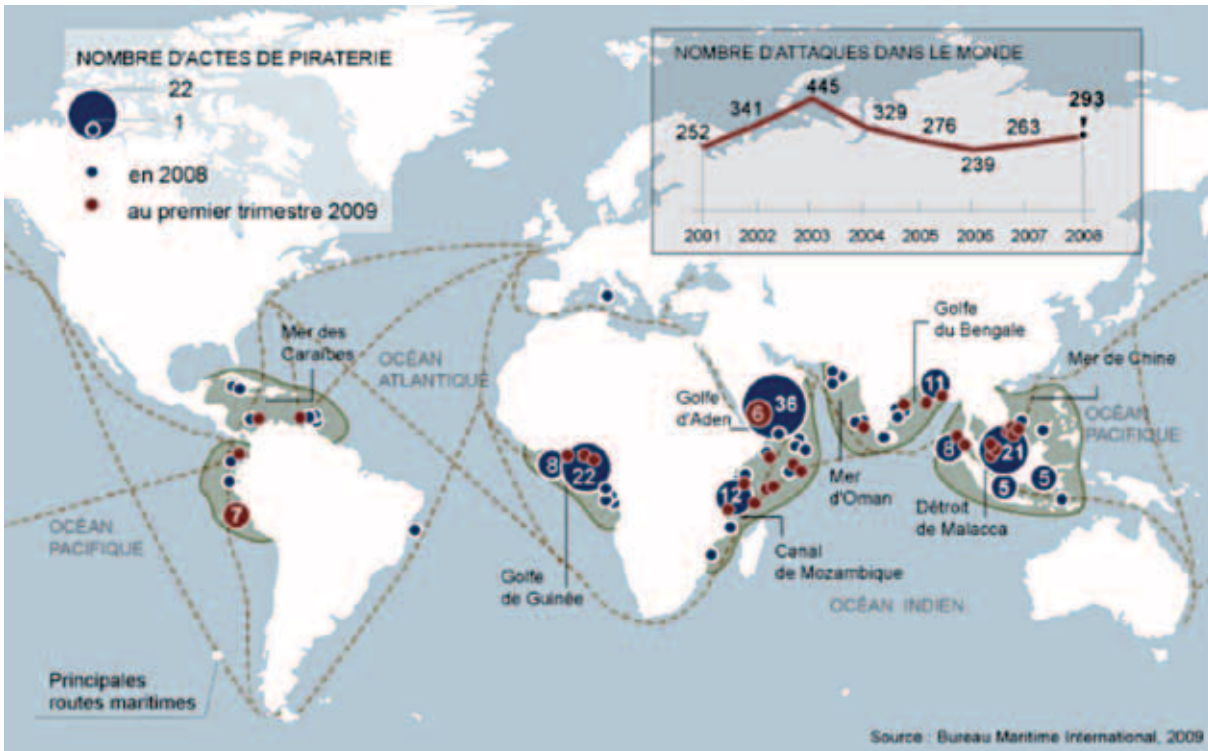 NOMBRE D'ACTES DE PIRATERIE
22
1
en 2008
au premier trimestre 2009
NOMBRE D'ATTAQUES DANS LE MONDE
252
341
445
329
276
239
263
293
2001
2002
2003
2004
2005
2006
2007
2008
Mer des
Caraïbes
OCÉAN
ATLANTIQUE
Golfe
d'Aden
6
36
Golfe
du Bengale
11
Mer de Chine
OCÉAN
PACIFIQUE
8
22
12
8
21
5
5
Mer
d'Oman
Détroit
de Malacca
7
OCÉAN
PACIFIQUE
Golfe
de Guinée
Canal
de Mozambique
OCÉAN INDIEN
Principales
routes maritimes
Source : Bureau Maritime International, 2009